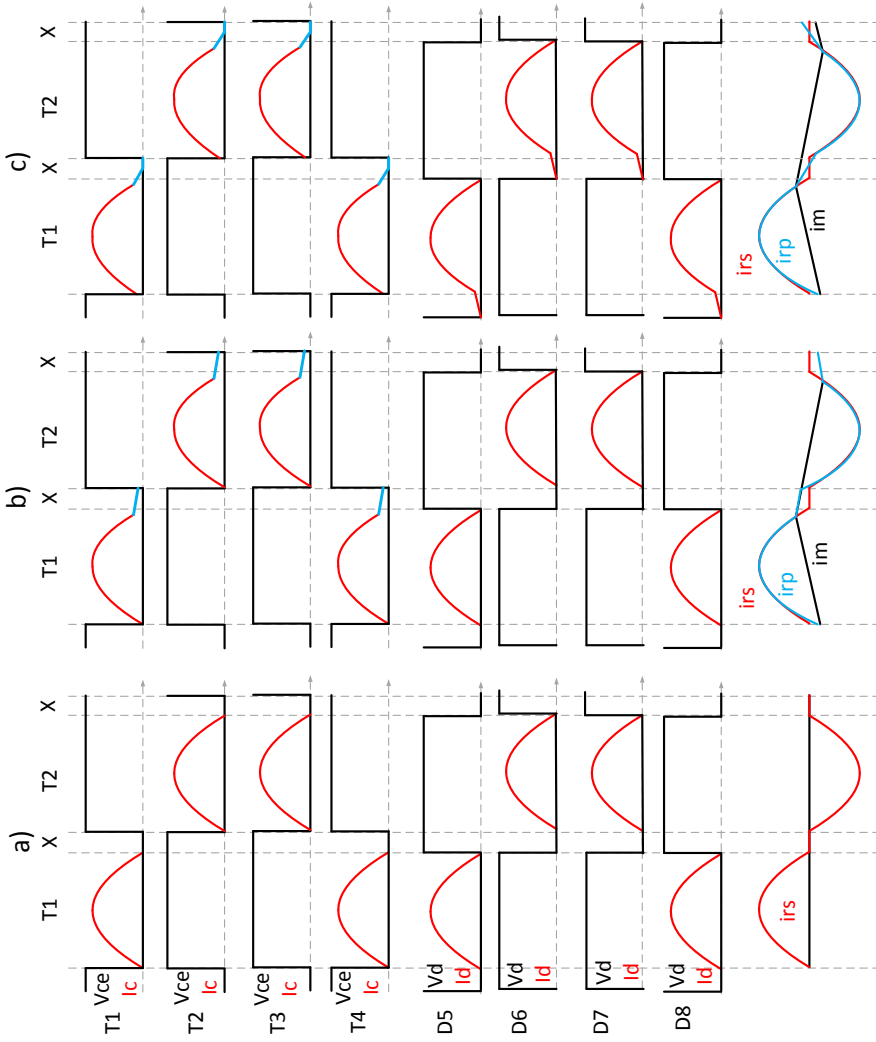 a)
b)
c)
T1 X T2 X
T1 X T2 X
T1 X T2 X
T1
Vce
Ic
T2
Vce
Ic
T3
Vce
Ic
T4
Vce
Ic
D5
Vd
Id
D6
Vd
Id
D7
Vd
Id
D8
Vd
Id
irs
irs
irp
im
irs
irp
im